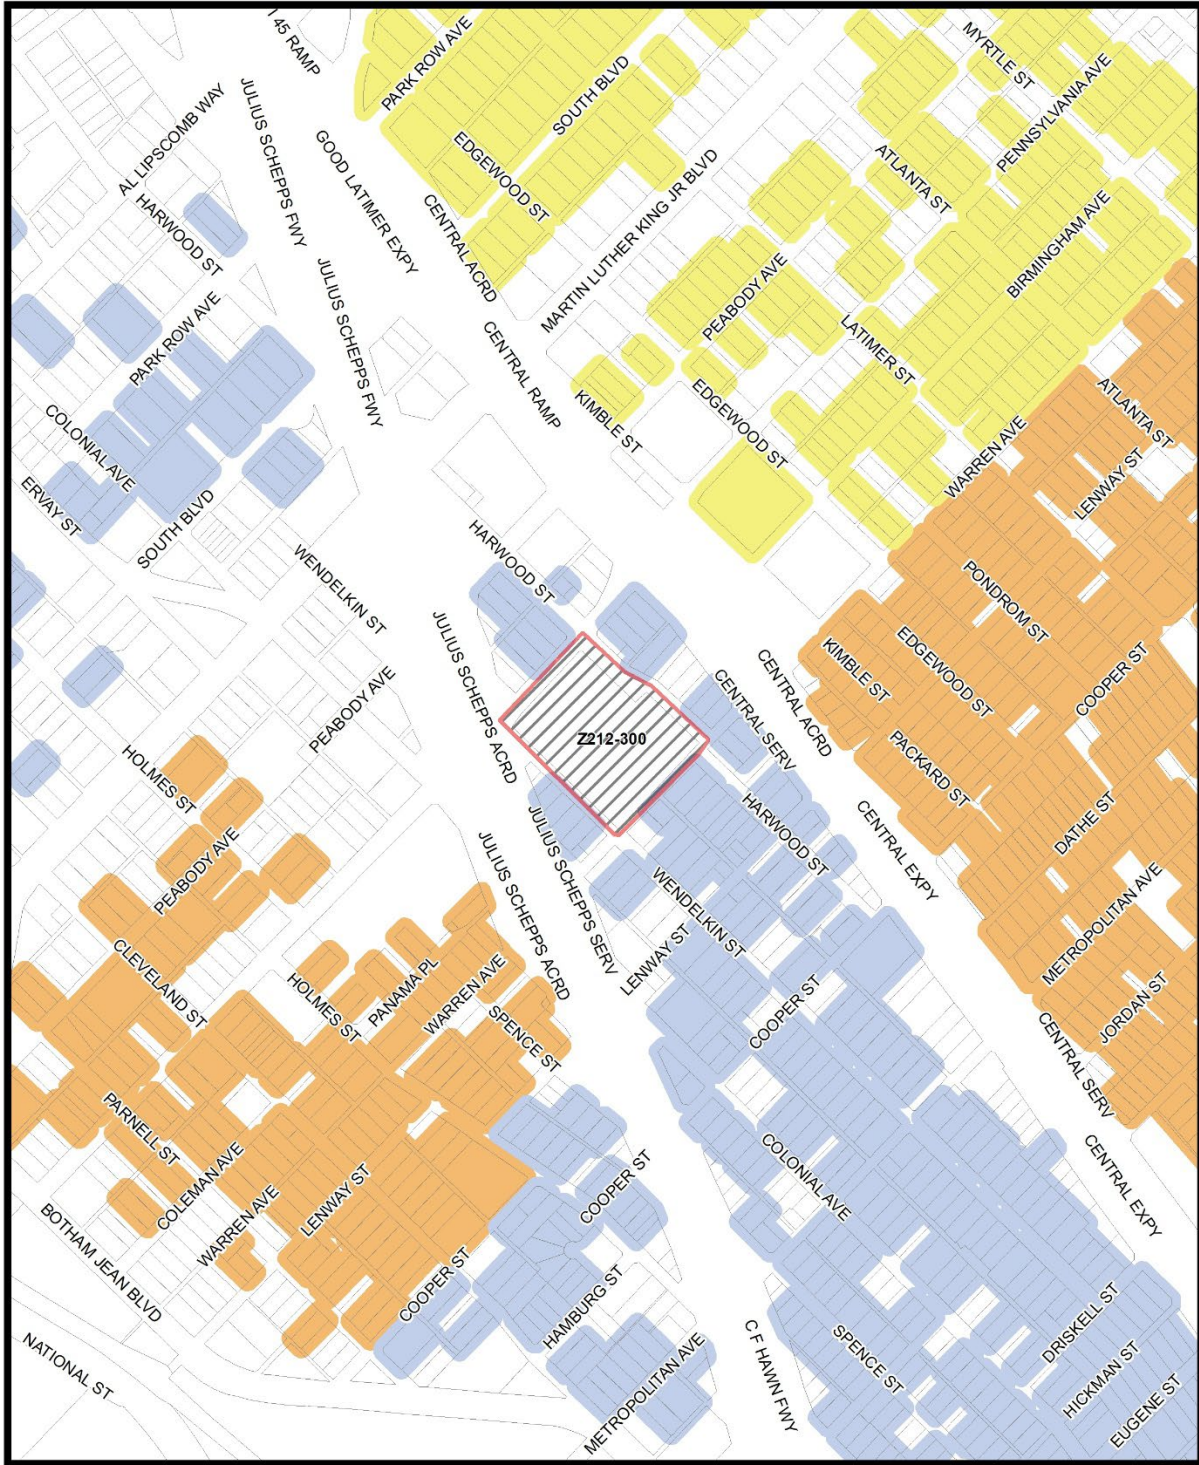 I 45 RAMP
PARK ROW AVE
MYRTLE ST
SOUTH BLVD
PENNSYLVANIA AVE
AL LIPSCOMB WAY
JULIUS SCHEPPS FWY
GOOD LATIMER EXPY
EDGEWOOD ST
ATLANTA ST
HARWOOD ST
CENTRAL ACRD
MARTIN LUTHER KING JR BLVD
BIRMINGHAM AVE
JULIUS SCHEPPS FWY
PEABODY AVE
PARK ROW AVE
CENTRAL RAMP
LATIMER ST
COLONIAL AVE
KIMBLE ST
EDGEWOOD ST
ATLANTA ST
WARREN AVE
LENWAY ST
ERVAY ST
SOUTH BLVD
HARWOOD ST
WENDELKIN ST
PONDROM ST
JULIUS SCHEPPS ACRD
KIMBLE ST
EDGEWOOD ST
COOPER ST
PEABODY AVE
CENTRAL SERV
CENTRAL ACRD
Z212-300
HOLMES ST
PACKARD ST
JULIUS SCHEPPS SERV
HARWOOD ST
CENTRAL EXPY
DATHE ST
PEABODY AVE
JULIUS SCHEPPS ACRD
WENDELKIN ST
METROPOLITAN AVE
CLEVELAND ST
HOLMES ST
PANAMA PL
WARREN AVE
LENWAY ST
COOPER ST
JORDAN ST
SPENCE ST
CENTRAL SERV
PARNELL ST
COLEMAN AVE
LENWAY ST
COOPER ST
COLONIAL AVE
CENTRAL EXPY
BOTHAM JEAN BLVD
WARREN AVE
COOPER ST
HAMBURG ST
DRISKELL ST
NATIONAL ST
METROPOLITAN AVE
C F HAWN FWY
SPENCE ST
HICKMAN ST
EUGENE ST